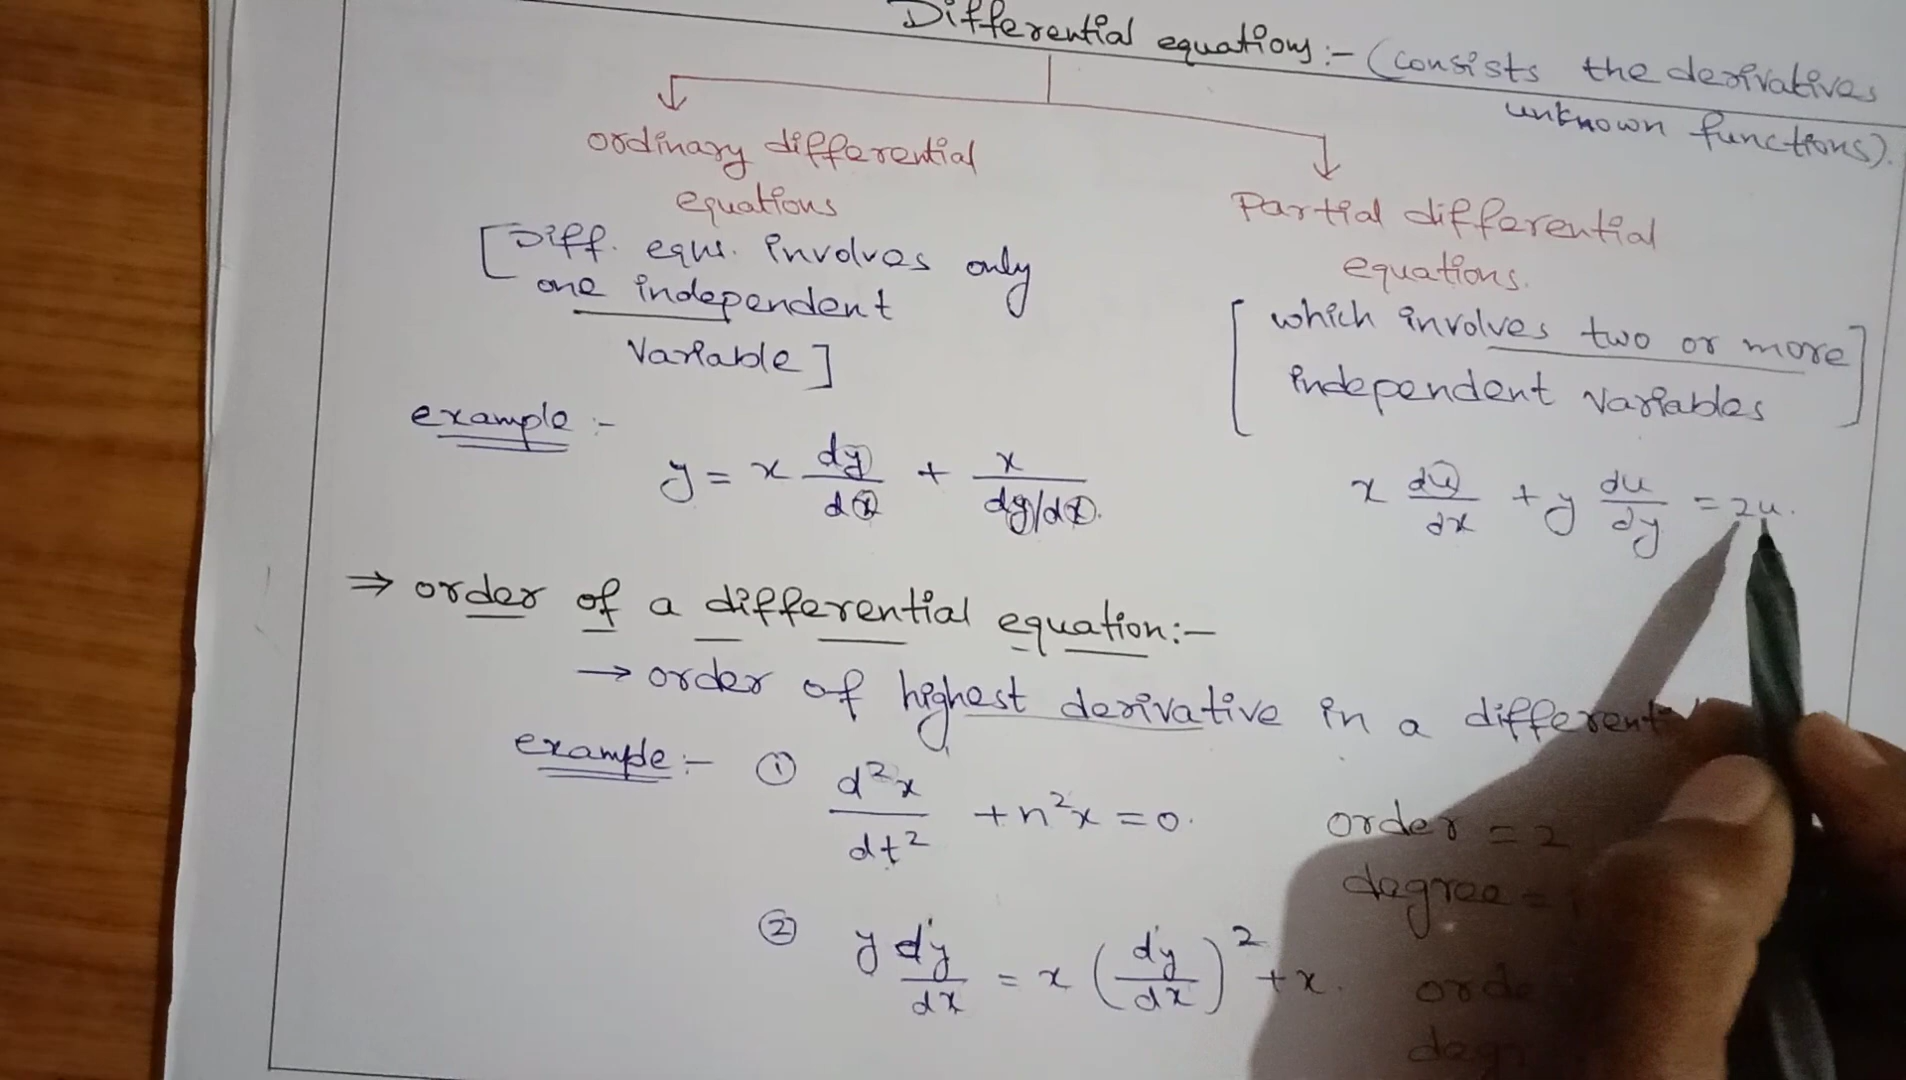 Differential equations :- (consists the derivatives
unknown functions).
ordinary differential
equations
[Diff. eqns. involves only
one independent
variable]
Partial differential
equations.
[which involves two or more
independent variables]
example :-
y = x dy/dx + x/(dy/dx).
x ∂u/∂x + y ∂u/∂y = 2u.
⇒ order of a differential equation:-
→ order of highest derivative in a
example :- ① d²x/dt² + n²x = 0.
order = 2
degree =
② y dy/dx = x (dy/dx)² + x.